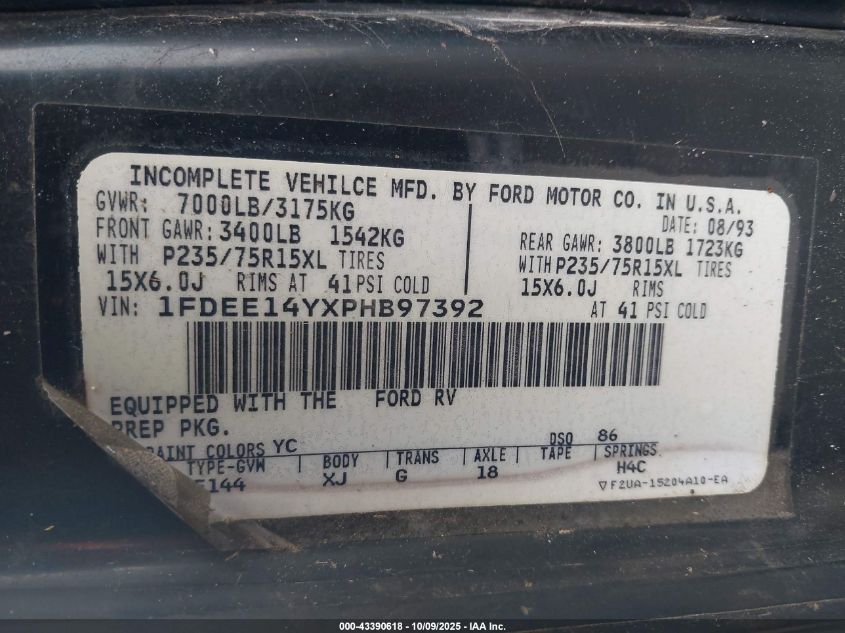 INCOMPLETE VEHILCE MFD. BY FORD MOTOR CO. IN U.S.A.
GVWR: 7000LB/3175KG
DATE: 08/93
FRONT GAWR: 3400LB 1542KG
REAR GAWR: 3800LB 1723KG
WITH P235/75R15XL TIRES
WITH P235/75R15XL TIRES
15X6.0J RIMS AT 41 PSI COLD
15X6.0J RIMS
AT 41 PSI COLD
VIN: 1FDEE14YXPHB97392
EQUIPPED WITH THE FORD RV
PREP PKG.
PAINT COLORS YC
DSO 86
TYPE-GVW | BODY | TRANS | AXLE | TAPE | SPRINGS
E144 XJ G 18 H4C
▽F2UA-15204A10-EA
000-43390618 - 10/09/2025 - IAA Inc.